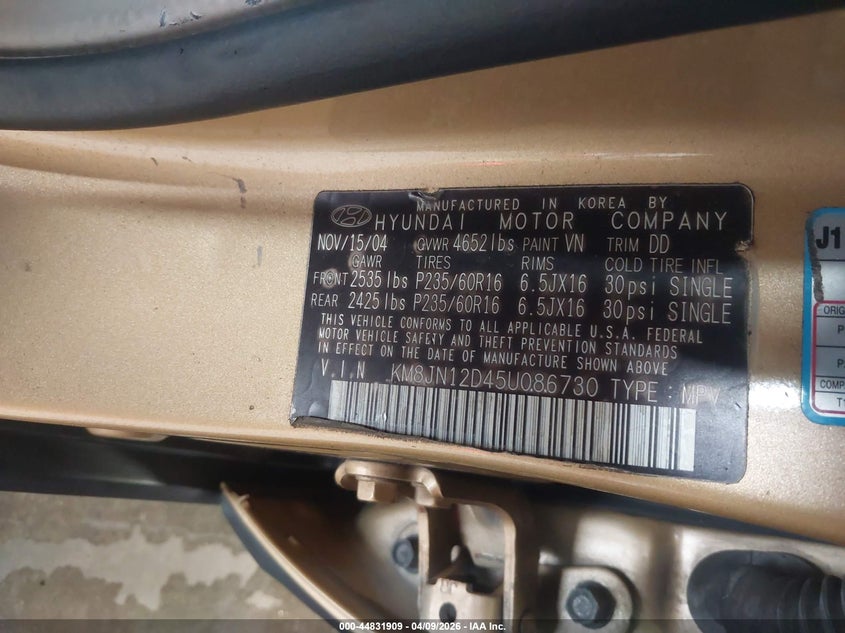 MANUFACTURED IN KOREA BY
HYUNDAI MOTOR COMPANY
NOV/15/04 GVWR 4652lbs PAINT VN TRIM DD
GAWR TIRES RIMS COLD TIRE INFL
FRONT 2535lbs P235/60R16 6.5JX16 30psi SINGLE
REAR 2425lbs P235/60R16 6.5JX16 30psi SINGLE
THIS VEHICLE CONFORMS TO ALL APPLICABLE U.S.A. FEDERAL
MOTOR VEHICLE SAFETY AND THEFT PREVENTION STANDARDS
IN EFFECT ON THE DATE OF MANUFACTURE SHOWN ABOVE
V.I.N KM8JN12D45U086730 TYPE : MPV
J1
ORIG
P
P
COMP
T
000-44831909 - 04/09/2026 - IAA Inc.